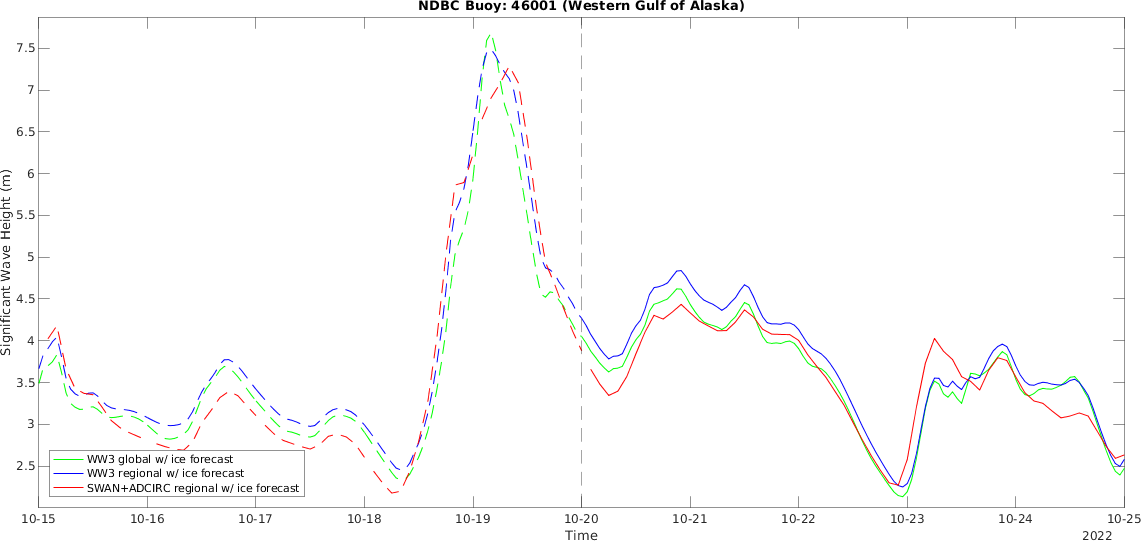 NDBC Buoy: 46001 (Western Gulf of Alaska)
Significant Wave Height (m)
7.5
7
6.5
6
5.5
5
4.5
4
3.5
3
2.5
WW3 global w/ ice forecast
WW3 regional w/ ice forecast
SWAN+ADCIRC regional w/ ice forecast
10-15 10-16 10-17 10-18 10-19 10-20 10-21 10-22 10-23 10-24 10-25
Time
2022